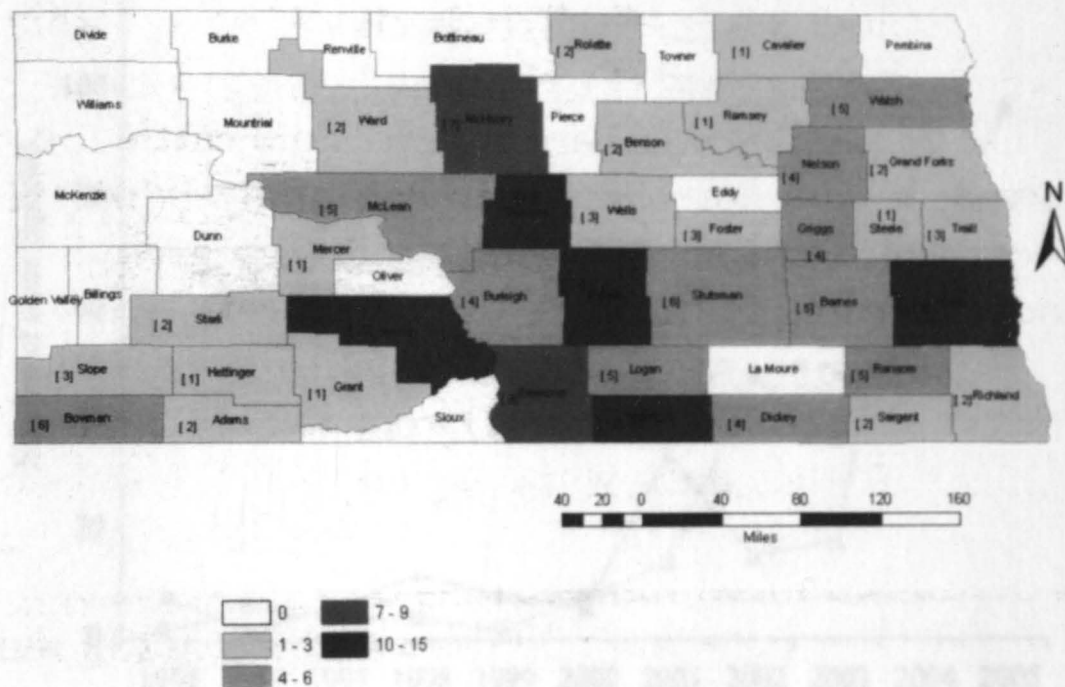 Divide
Burke
Renville
Bottineau
[ 2] Rolette
Towner
[ 1] Cavalier
Pembina
Williams
Mountrial
[ 2] Ward
McHenry
Pierce
[ 2] Benson
[ 1] Ramsey
[ 5] Walsh
[ 4] Nelson
[ 2] Grand Forks
McKenzie
Dunn
[ 5] McLean
[ 3] Wells
Eddy
[ 3] Foster
Griggs
[ 4]
[ 1]
Steele
[ 3] Traill
[ 1] Mercer
Oliver
Golden Valley
Billings
[ 2] Stark
[ 4] Burleigh
[ 6] Stutsman
[ 5] Barnes
[ 3] Slope
[ 1] Hettinger
[ 1] Grant
[ 5] Logan
La Moure
[ 5] Ransom
[ 2] Richland
[ 6] Bowman
[ 2] Adams
Sioux
[ 4] Dickey
[ 2] Sargent
N
40 20 0 40 80 120 160
Miles
0 7 - 9
1 - 3 10 - 15
4 - 6